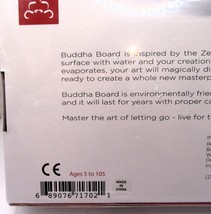 Buddha Board is inspired by the Ze
surface with water and your creation
evaporates, your art will magically di
ready to create a whole new masterp
Buddha Board is environmentally frien
and it will last for years with proper ca
Master the art of letting go - live for t
CE
Ages 5 to 105
MADE
IN
CHINA
6 89076 71702 1